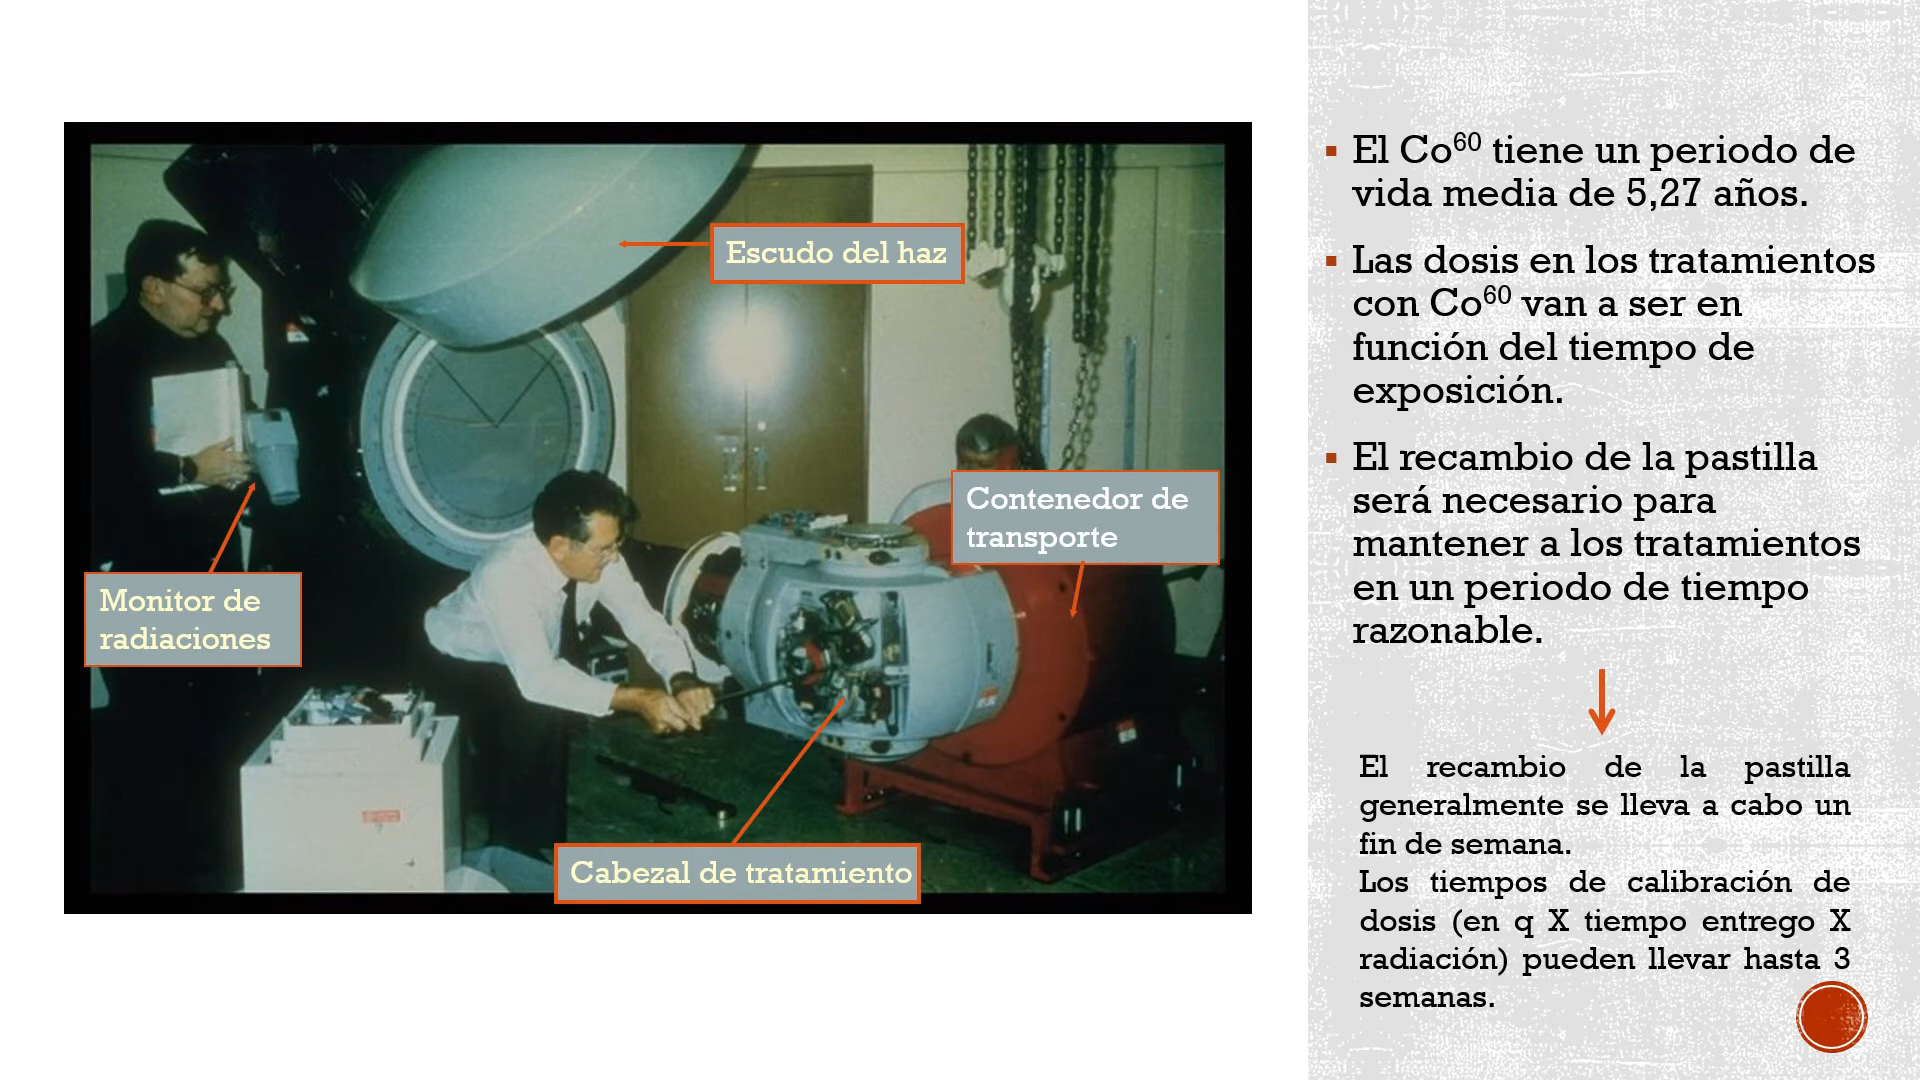 Escudo del haz
Contenedor de
transporte
Monitor de
radiaciones
Cabezal de tratamiento
▪ El Co⁶⁰ tiene un periodo de
vida media de 5,27 años.
▪ Las dosis en los tratamientos
con Co⁶⁰ van a ser en
función del tiempo de
exposición.
▪ El recambio de la pastilla
será necesario para
mantener a los tratamientos
en un periodo de tiempo
razonable.
El recambio de la pastilla
generalmente se lleva a cabo un
fin de semana.
Los tiempos de calibración de
dosis (en q X tiempo entrego X
radiación) pueden llevar hasta 3
semanas.